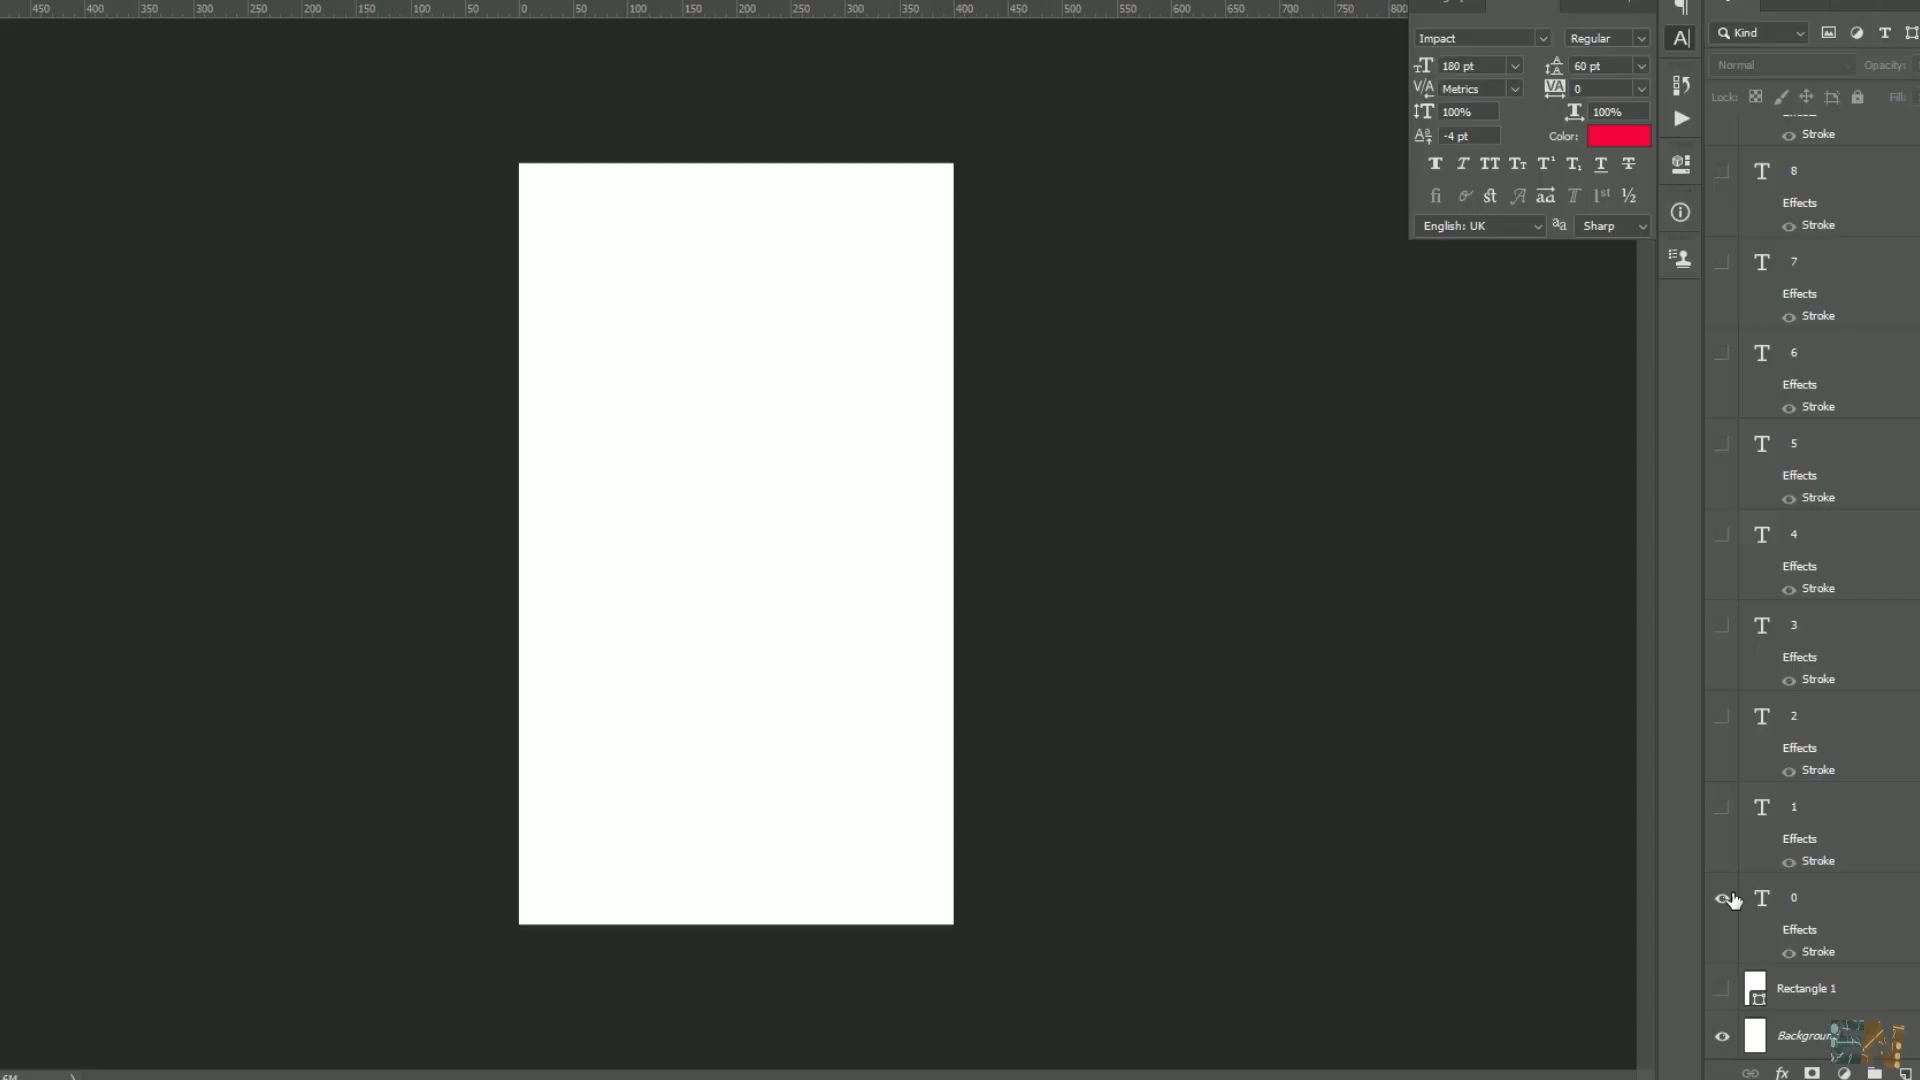 450 400 350 300 250 200 150 100 50 0 50 100 150 200 250 300 350 400 450 500 550 600 650 700 750 800
Impact Regular
180 pt 60 pt
Metrics 0
100% 100%
-4 pt Color:
English: UK Sharp
Kind
Normal Opacity:
Lock: Fill:
Stroke
8
Effects
Stroke
7
Effects
Stroke
6
Effects
Stroke
5
Effects
Stroke
4
Effects
Stroke
3
Effects
Stroke
2
Effects
Stroke
1
Effects
Stroke
0
Effects
Stroke
Rectangle 1
fx